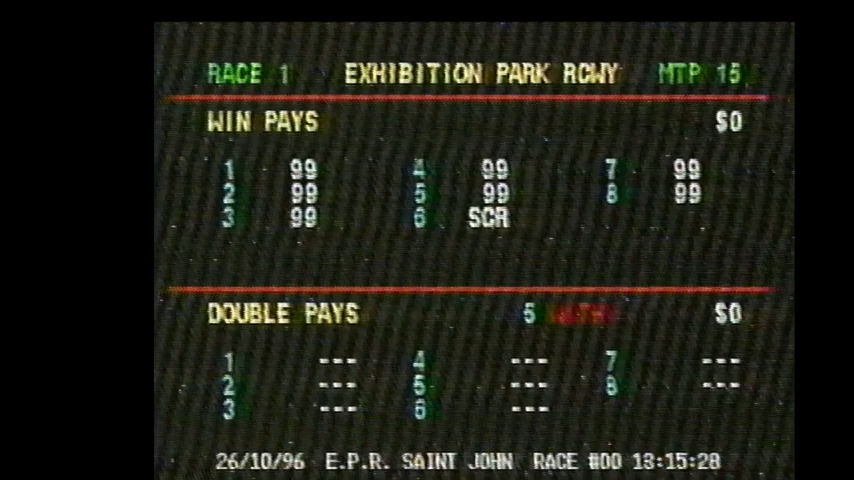 RACE 1 EXHIBITION PARK RCWY MTP 15
WIN PAYS $0
1 99 4 99 7 99
2 99 5 99 8 99
3 99 6 SCR
DOUBLE PAYS 5 WITH $0
1 --- 4 --- 7 ---
2 --- 5 --- 8 ---
3 --- 6 ---
26/10/96 E.P.R. SAINT JOHN RACE #00 13:15:28